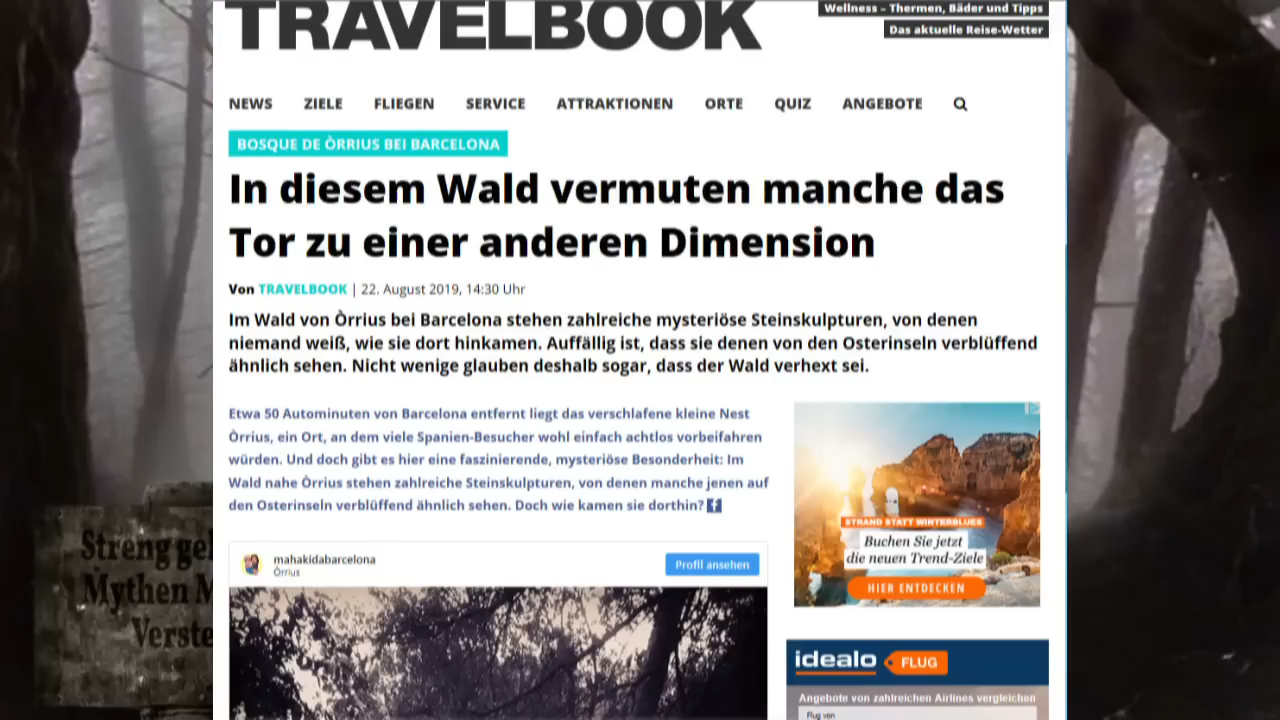 TRAVELBOOK
Wellness – Thermen, Bäder und Tipps
Das aktuelle Reise-Wetter
NEWS ZIELE FLIEGEN SERVICE ATTRAKTIONEN ORTE QUIZ ANGEBOTE
BOSQUE DE ÒRRIUS BEI BARCELONA
In diesem Wald vermuten manche das
Tor zu einer anderen Dimension
Von TRAVELBOOK | 22. August 2019, 14:30 Uhr
Im Wald von Òrrius bei Barcelona stehen zahlreiche mysteriöse Steinskulpturen, von denen
niemand weiß, wie sie dort hinkamen. Auffällig ist, dass sie denen von den Osterinseln verblüffend
ähnlich sehen. Nicht wenige glauben deshalb sogar, dass der Wald verhext sei.
Etwa 50 Autominuten von Barcelona entfernt liegt das verschlafene kleine Nest
Òrrius, ein Ort, an dem viele Spanien-Besucher wohl einfach achtlos vorbeifahren
würden. Und doch gibt es hier eine faszinierende, mysteriöse Besonderheit: Im
Wald nahe Òrrius stehen zahlreiche Steinskulpturen, von denen manche jenen auf
den Osterinseln verblüffend ähnlich sehen. Doch wie kamen sie dorthin?
mahakidabarcelona
Òrrius
Profil ansehen
STRAND STATT WINTERBLUES
Buchen Sie jetzt
die neuen Trend-Ziele
HIER ENTDECKEN
idealo FLUG
Angebote von zahlreichen Airlines vergleichen
Flug von
Streng gel
Mythen M
Verste